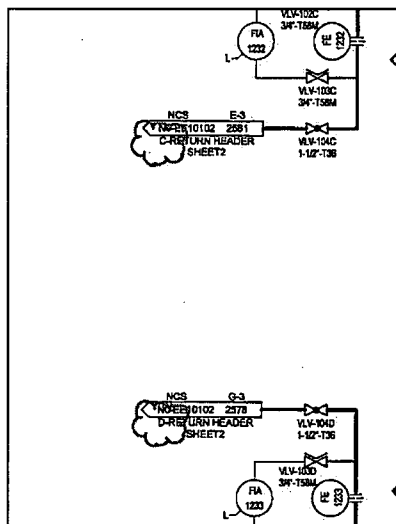 VLV-102C
3/4"-T58M
FIA
1232
FE
1232
L
VLV-103C
3/4"-T58M
NCS E-3
10102 2581
C-RETURN HEADER
SHEET2
VLV-104C
1-1/2"-T36
NCS G-3
10102 2578
D-RETURN HEADER
SHEET2
VLV-104D
1-1/2"-T36
VLV-103D
3/4"-T58M
FIA
1233
FE
1233
L